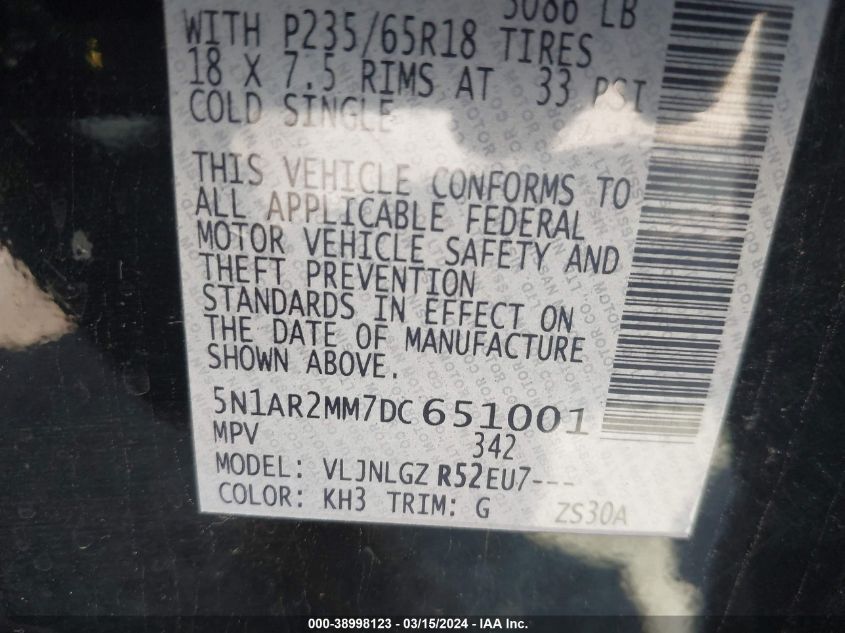 5086 LB
WITH P235/65R18 TIRES
18 X 7.5 RIMS AT 33 PSI
COLD SINGLE
THIS VEHICLE CONFORMS TO
ALL APPLICABLE FEDERAL
MOTOR VEHICLE SAFETY AND
THEFT PREVENTION
STANDARDS IN EFFECT ON
THE DATE OF MANUFACTURE
SHOWN ABOVE.
5N1AR2MM7DC651001
MPV 342
MODEL: VLJNLGZ R52EU7---
COLOR: KH3 TRIM: G ZS30A
000-38998123 - 03/15/2024 - IAA Inc.